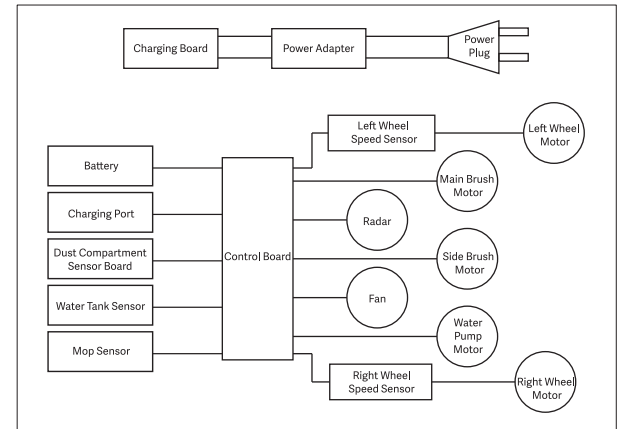 Charging Board
Power Adapter
Power
Plug
Left Wheel
Speed Sensor
Left Wheel
Motor
Battery
Main Brush
Motor
Charging Port
Radar
Dust Compartment
Sensor Board
Control Board
Side Brush
Motor
Water Tank Sensor
Fan
Water
Pump
Motor
Mop Sensor
Right Wheel
Speed Sensor
Right Wheel
Motor